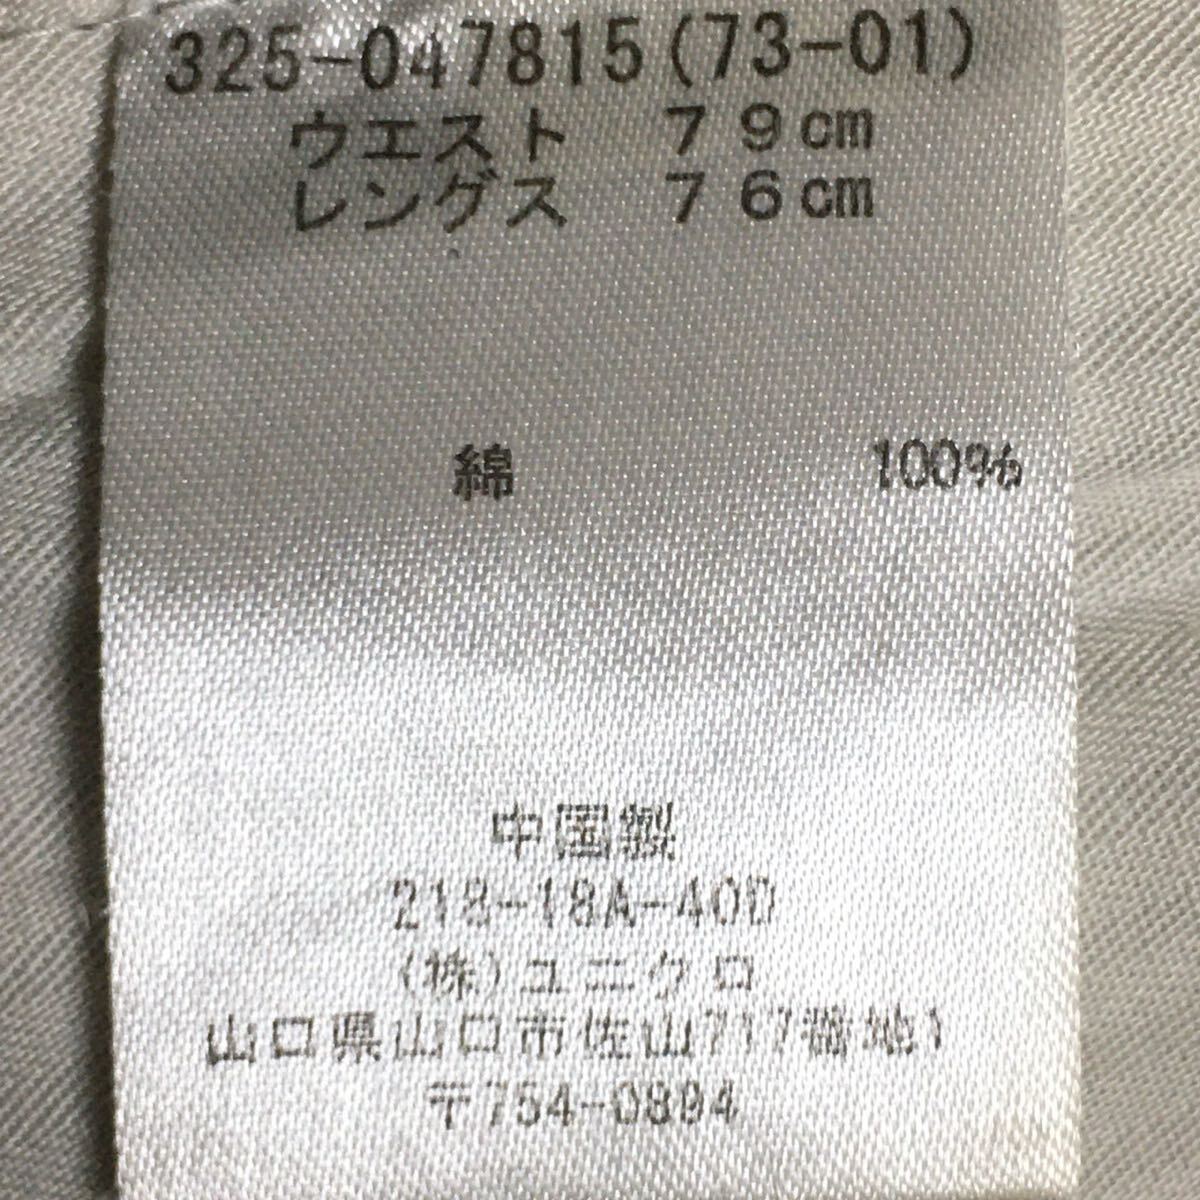 325-047815(73-01)
ウエスト 79cm
レングス 76cm
綿 100%
中国製
218-18A-40D
(株)ユニクロ
山口県山口市佐山717番地1
〒754-0894